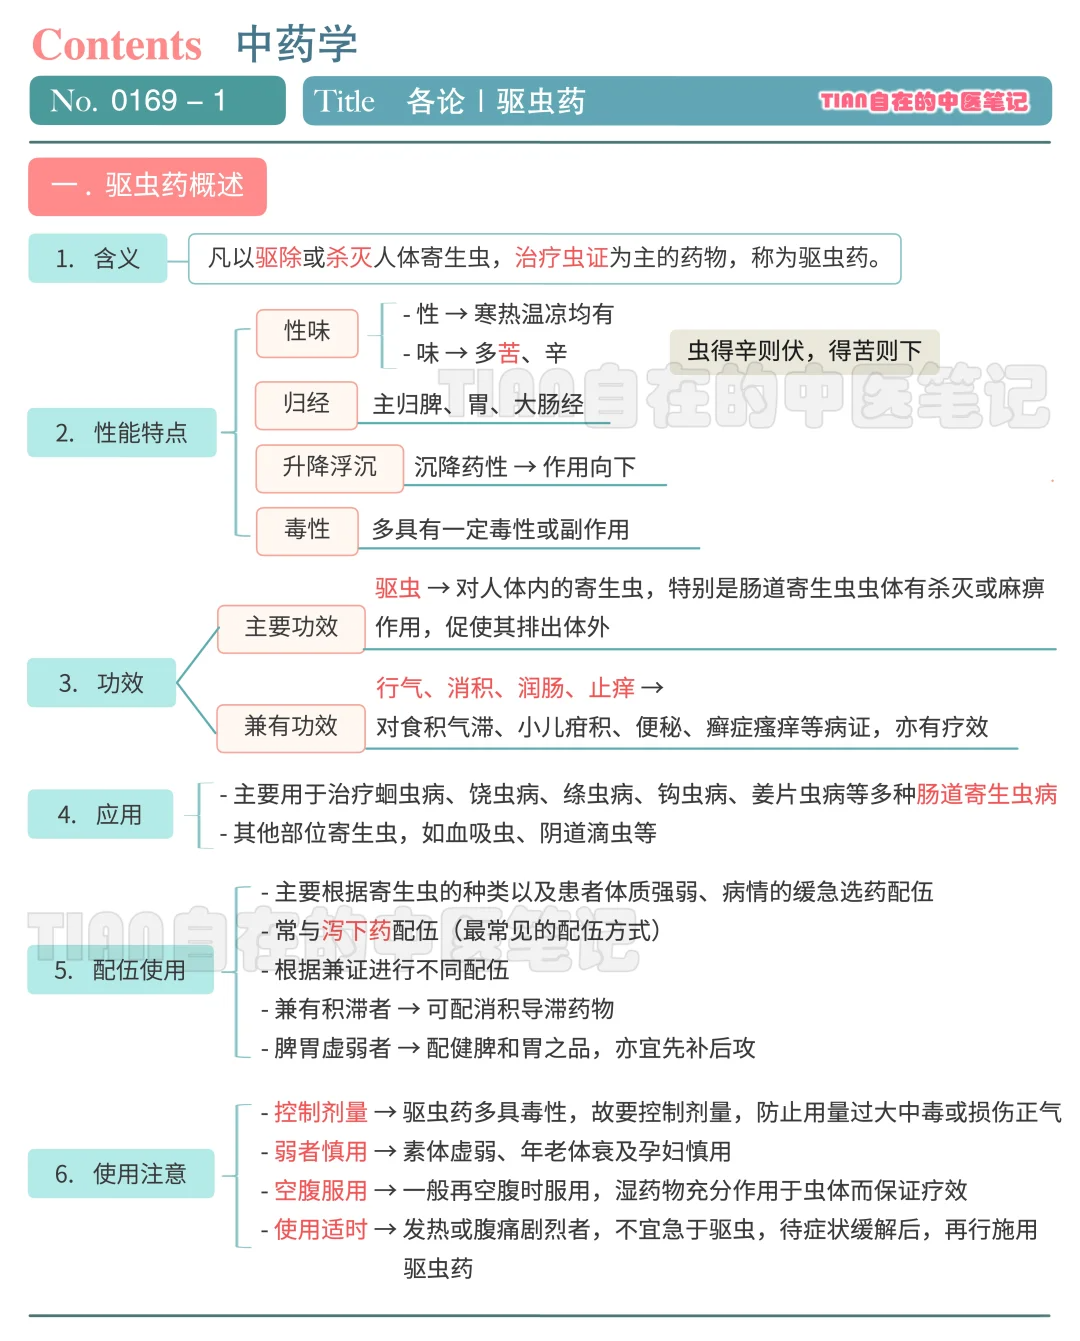 Contents 中药学
No. 0169 – 1
Title 各论 | 驱虫药
TIAN自在的中医笔记
一 . 驱虫药概述
1. 含义
凡以驱除或杀灭人体寄生虫，治疗虫证为主的药物，称为驱虫药。
2. 性能特点
性味
- 性 → 寒热温凉均有
- 味 → 多苦、辛
虫得辛则伏，得苦则下
TIAN自在的中医笔记
归经
主归脾、胃、大肠经
升降浮沉
沉降药性 → 作用向下
毒性
多具有一定毒性或副作用
3. 功效
主要功效
驱虫 → 对人体内的寄生虫，特别是肠道寄生虫虫体有杀灭或麻痹
作用，促使其排出体外
兼有功效
行气、消积、润肠、止痒 →
对食积气滞、小儿疳积、便秘、癣症瘙痒等病证，亦有疗效
4. 应用
- 主要用于治疗蛔虫病、饶虫病、绦虫病、钩虫病、姜片虫病等多种肠道寄生虫病
- 其他部位寄生虫，如血吸虫、阴道滴虫等
5. 配伍使用
- 主要根据寄生虫的种类以及患者体质强弱、病情的缓急选药配伍
- 常与泻下药配伍（最常见的配伍方式）
TIAN自在的中医笔记
- 根据兼证进行不同配伍
- 兼有积滞者 → 可配消积导滞药物
- 脾胃虚弱者 → 配健脾和胃之品，亦宜先补后攻
6. 使用注意
- 控制剂量 → 驱虫药多具毒性，故要控制剂量，防止用量过大中毒或损伤正气
- 弱者慎用 → 素体虚弱、年老体衰及孕妇慎用
- 空腹服用 → 一般再空腹时服用，湿药物充分作用于虫体而保证疗效
- 使用适时 → 发热或腹痛剧烈者，不宜急于驱虫，待症状缓解后，再行施用
驱虫药